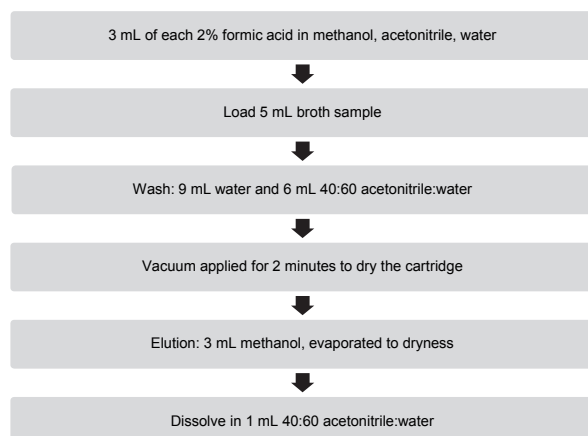 3 mL of each 2% formic acid in methanol, acetonitrile, water
Load 5 mL broth sample
Wash: 9 mL water and 6 mL 40:60 acetonitrile:water
Vacuum applied for 2 minutes to dry the cartridge
Elution: 3 mL methanol, evaporated to dryness
Dissolve in 1 mL 40:60 acetonitrile:water